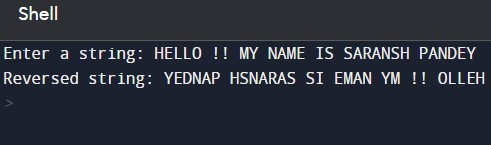 Shell
Enter a string: HELLO !! MY NAME IS SARANSH PANDEY
Reversed string: YEDNAP HSNARAS SI EMAN YM !! OLLEH
>